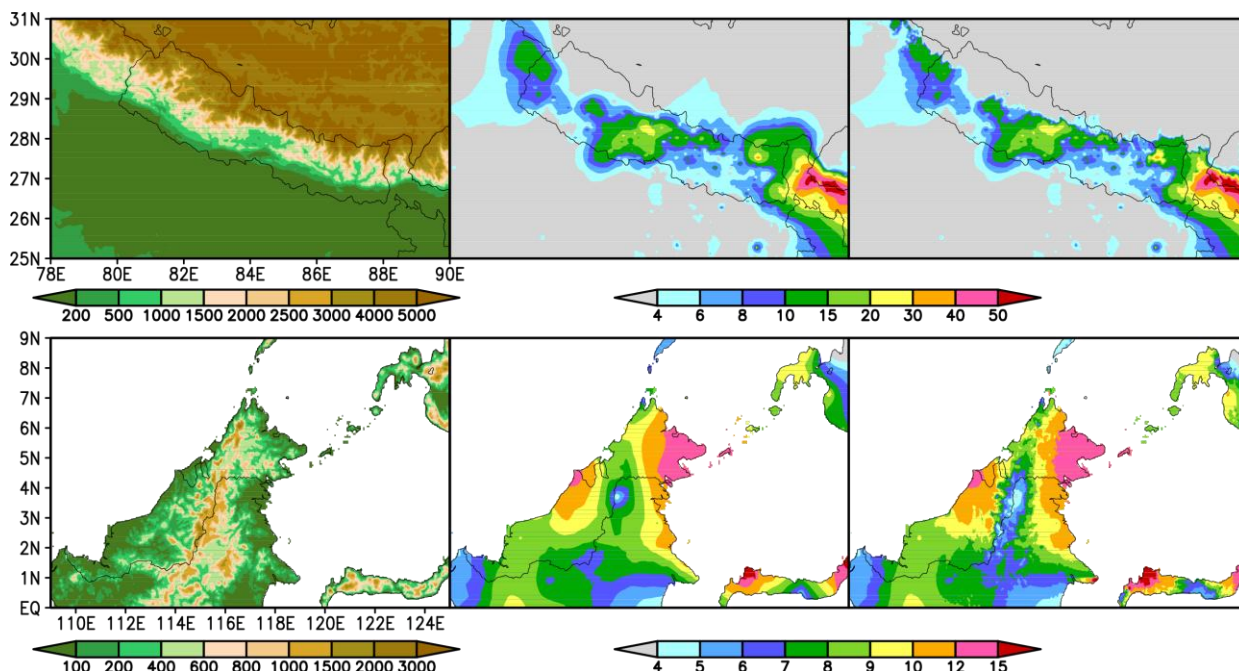 31N
30N
29N
28N
27N
26N
25N
78E 80E 82E 84E 86E 88E 90E
200 500 1000 1500 2000 2500 3000 4000 5000
4 6 8 10 15 20 30 40 50
9N
8N
7N
6N
5N
4N
3N
2N
1N
EQ
110E 112E 114E 116E 118E 120E 122E 124E
100 200 400 600 800 1000 1500 2000 3000
4 5 6 7 8 9 10 12 15